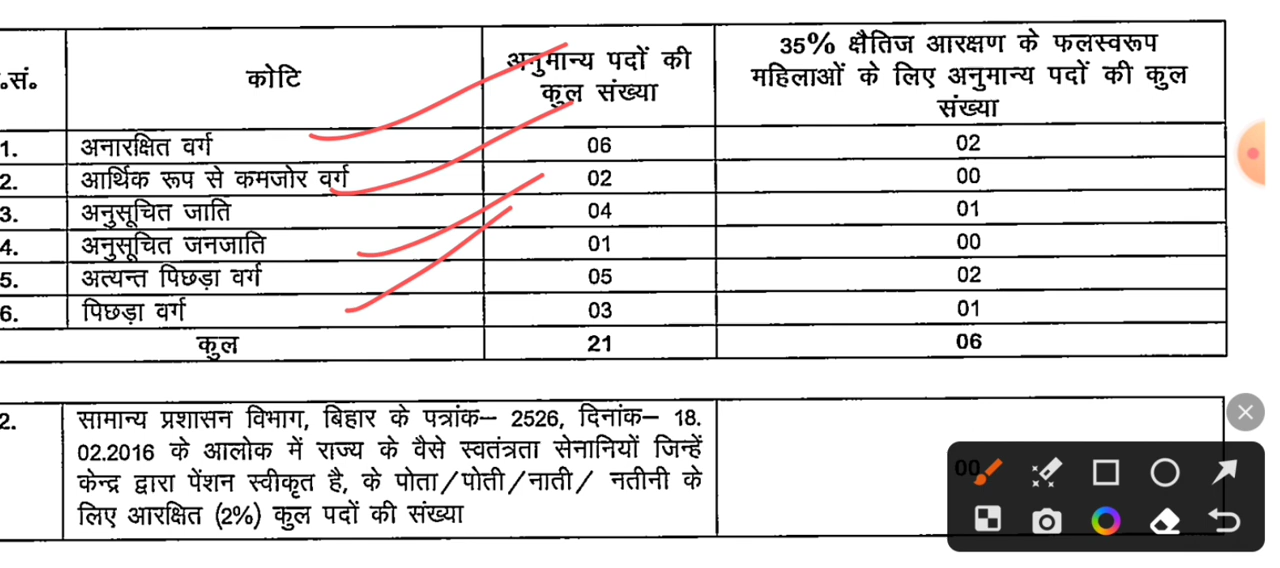 .सं॰ कोटि अनुमान्य पदों की कुल संख्या 35% क्षैतिज आरक्षण के फलस्वरूप महिलाओं के लिए अनुमान्य पदों की कुल संख्या
1. अनारक्षित वर्ग 06 02
2. आर्थिक रूप से कमजोर वर्ग 02 00
3. अनुसूचित जाति 04 01
4. अनुसूचित जनजाति 01 00
5. अत्यन्त पिछड़ा वर्ग 05 02
6. पिछड़ा वर्ग 03 01
कुल 21 06
2. सामान्य प्रशासन विभाग, बिहार के पत्रांक– 2526, दिनांक– 18.
02.2016 के आलोक में राज्य के वैसे स्वतंत्रता सेनानियों जिन्हें
केन्द्र द्वारा पेंशन स्वीकृत है, के पोता/पोती/नाती/ नतीनी के
लिए आरक्षित (2%) कुल पदों की संख्या
00